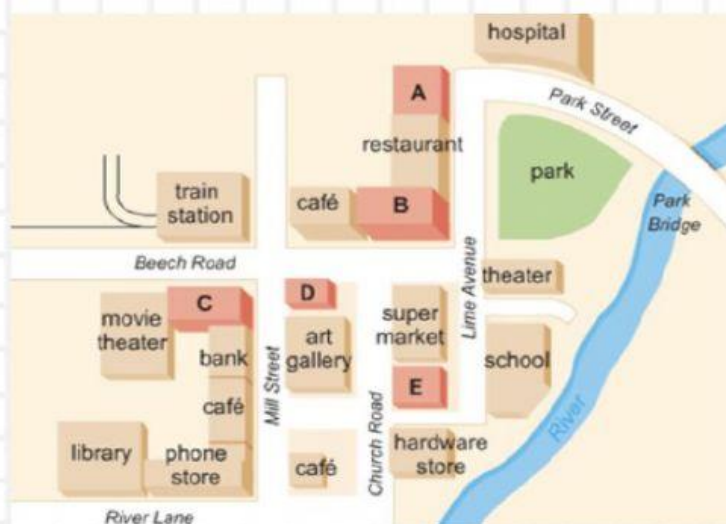 hospital
A
Park Street
restaurant
park
train
station
café
B
Park
Bridge
Beech Road
Lime Avenue
theater
C
D
movie
theater
super
market
art
gallery
bank
school
Mill Street
E
café
Church Road
River
library
phone
store
café
hardware
store
River Lane